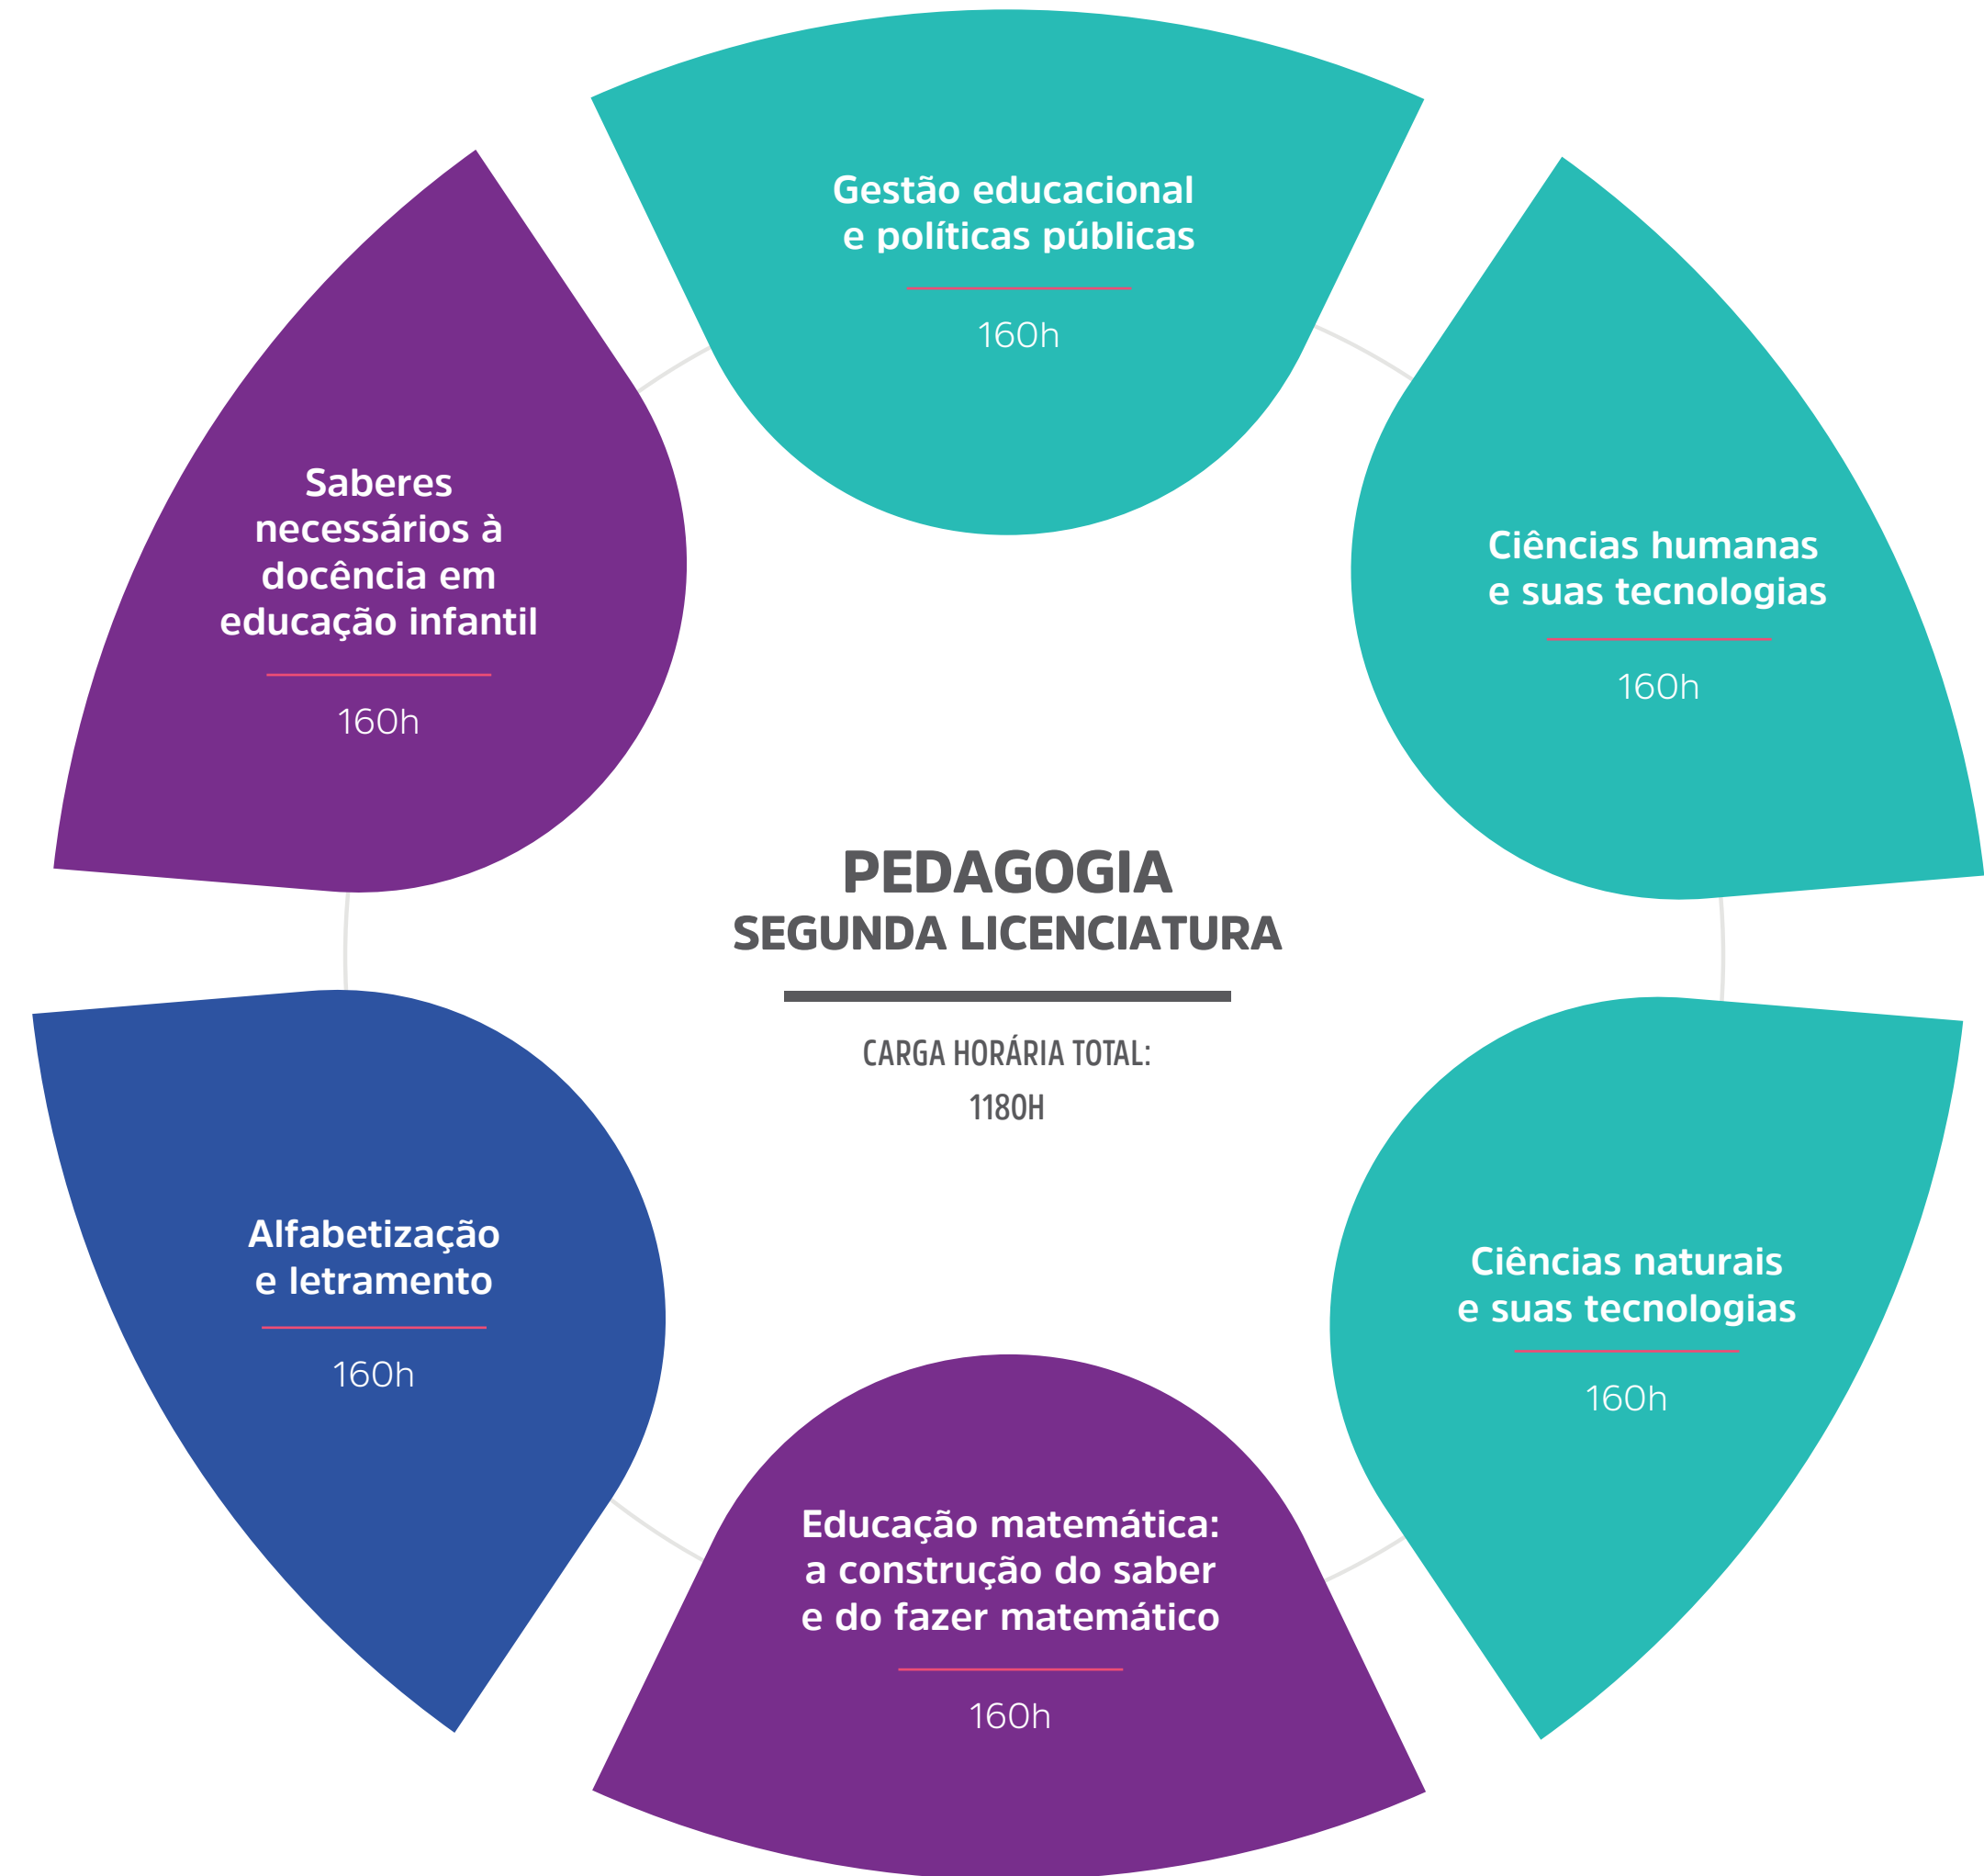 Gestão educacional
e políticas públicas
160h
Ciências humanas
e suas tecnologias
160h
Ciências naturais
e suas tecnologias
160h
Educação matemática:
a construção do saber
e do fazer matemático
160h
Alfabetização
e letramento
160h
Saberes
necessários à
docência em
educação infantil
160h
PEDAGOGIA
SEGUNDA LICENCIATURA
CARGA HORÁRIA TOTAL:
1180H